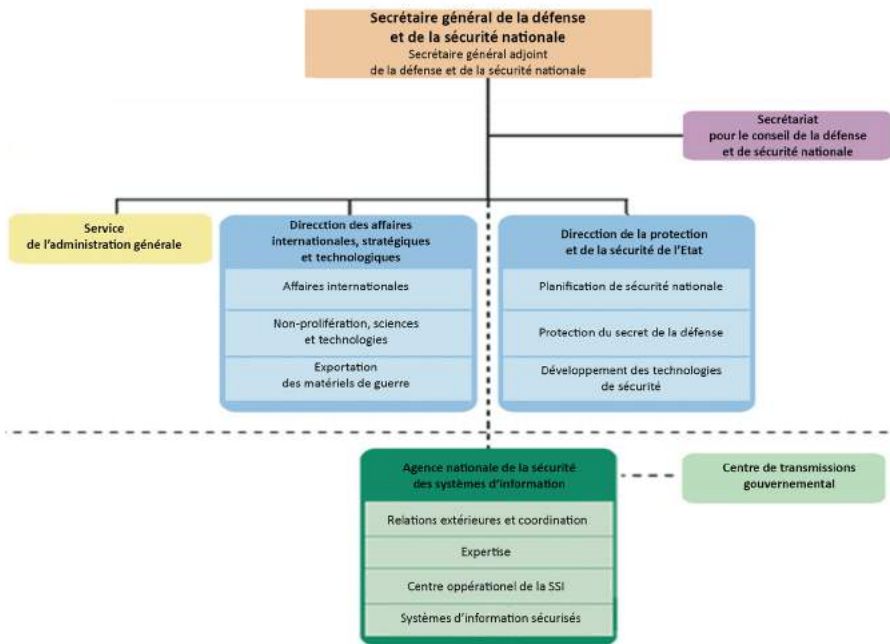 Secrétaire général de la défense
et de la sécurité nationale
Secrétaire général adjoint
de la défense et de la sécurité nationale
Secrétariat
pour le conseil de la défense
et de sécurité nationale
Service
de l'administration générale
Direcction des affaires
internationales, stratégiques
et technologiques
Affaires internationales
Non-prolifération, sciences
et technologies
Exportation
des matériels de guerre
Direcction de la protection
et de la sécurité de l'Etat
Planification de sécurité nationale
Protection du secret de la défense
Développement des technologies
de sécurité
Agence nationale de la sécurité
des systèmes d'information
Relations extérieures et coordination
Expertise
Centre oppérationel de la SSI
Systèmes d'information sécurisés
Centre de transmissions
gouvernemental